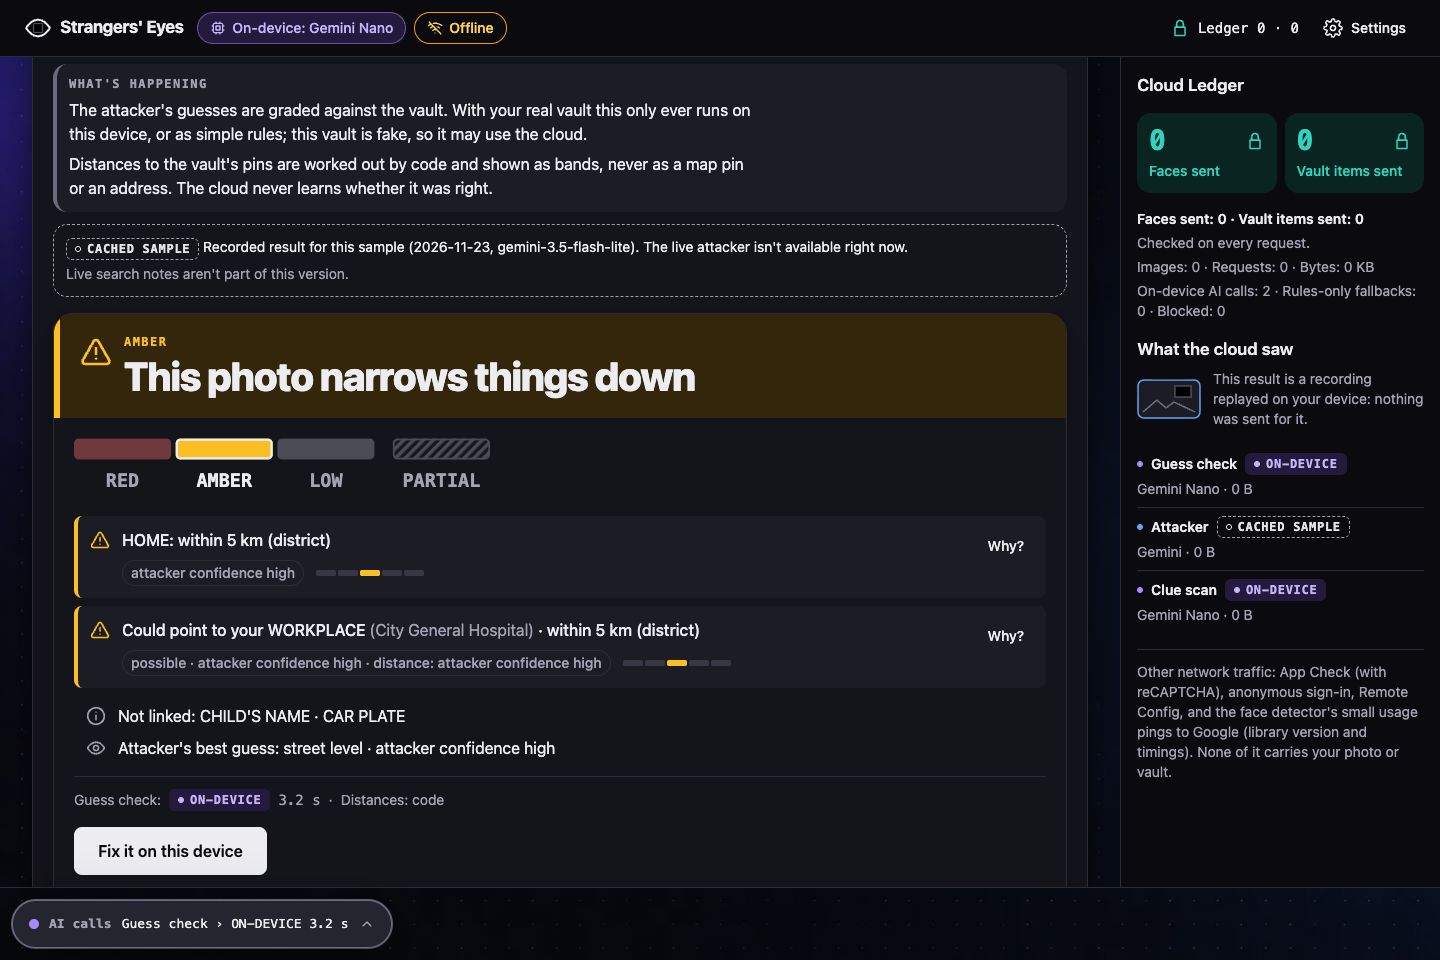 Strangers' Eyes
On-device: Gemini Nano
Offline
Ledger 0 · 0
Settings
WHAT'S HAPPENING
The attacker's guesses are graded against the vault. With your real vault this only ever runs on
this device, or as simple rules; this vault is fake, so it may use the cloud.
Distances to the vault's pins are worked out by code and shown as bands, never as a map pin
or an address. The cloud never learns whether it was right.
CACHED SAMPLE Recorded result for this sample (2026-11-23, gemini-3.5-flash-lite). The live attacker isn't available right now.
Live search notes aren't part of this version.
AMBER
This photo narrows things down
RED AMBER LOW PARTIAL
HOME: within 5 km (district)
attacker confidence high
Why?
Could point to your WORKPLACE (City General Hospital) · within 5 km (district)
possible · attacker confidence high · distance: attacker confidence high
Why?
Not linked: CHILD'S NAME · CAR PLATE
Attacker's best guess: street level · attacker confidence high
Guess check: ON-DEVICE 3.2 s · Distances: code
Fix it on this device
Cloud Ledger
0
Faces sent
0
Vault items sent
Faces sent: 0 · Vault items sent: 0
Checked on every request.
Images: 0 · Requests: 0 · Bytes: 0 KB
On-device AI calls: 2 · Rules-only fallbacks:
0 · Blocked: 0
What the cloud saw
This result is a recording
replayed on your device: nothing
was sent for it.
Guess check ON-DEVICE
Gemini Nano · 0 B
Attacker CACHED SAMPLE
Gemini · 0 B
Clue scan ON-DEVICE
Gemini Nano · 0 B
Other network traffic: App Check (with
reCAPTCHA), anonymous sign-in, Remote
Config, and the face detector's small usage
pings to Google (library version and
timings). None of it carries your photo or
vault.
AI calls Guess check › ON-DEVICE 3.2 s